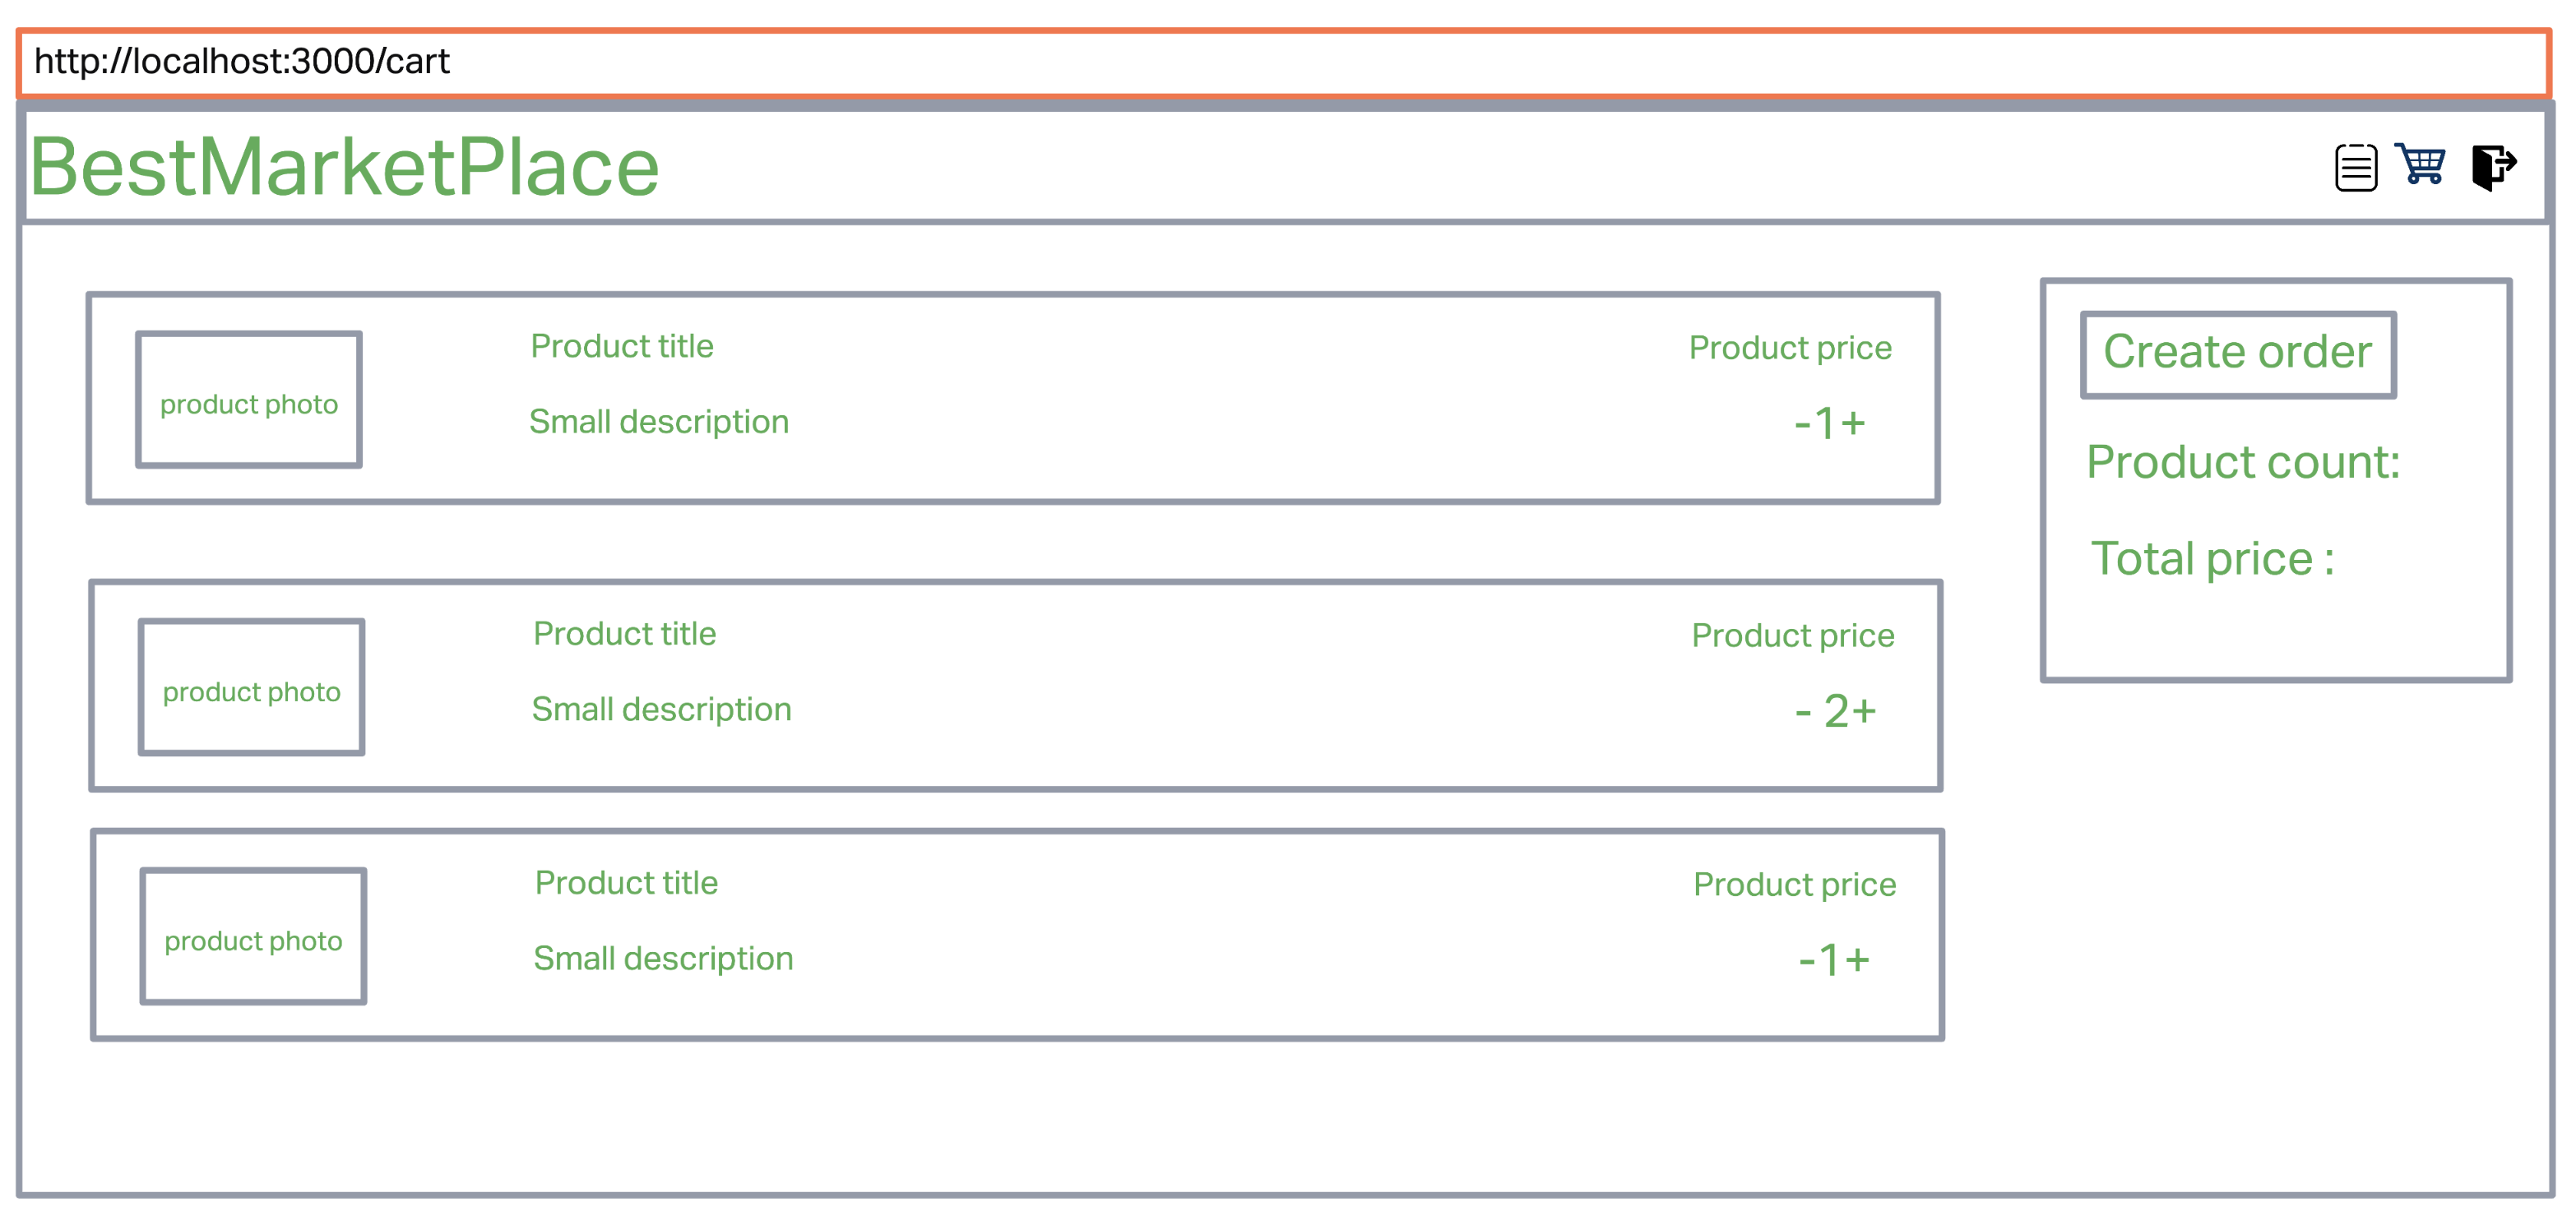 http://localhost:3000/cart
BestMarketPlace
Product title
Product price
product photo
Small description
-1+
Create order
Product count:
Total price :
Product title
Product price
product photo
Small description
- 2+
Product title
Product price
product photo
Small description
-1+